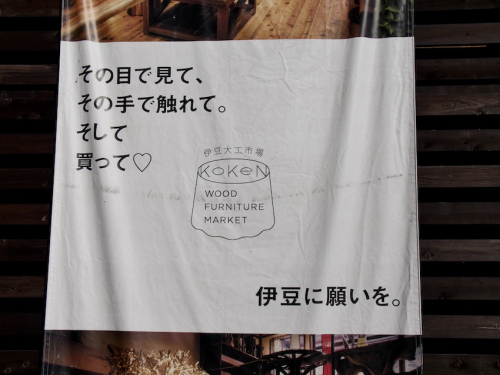 その目で見て、
その手で触れて。
そして
買って♡
伊豆大工市場
KOKEN
WOOD
FURNITURE
MARKET
伊豆に願いを。